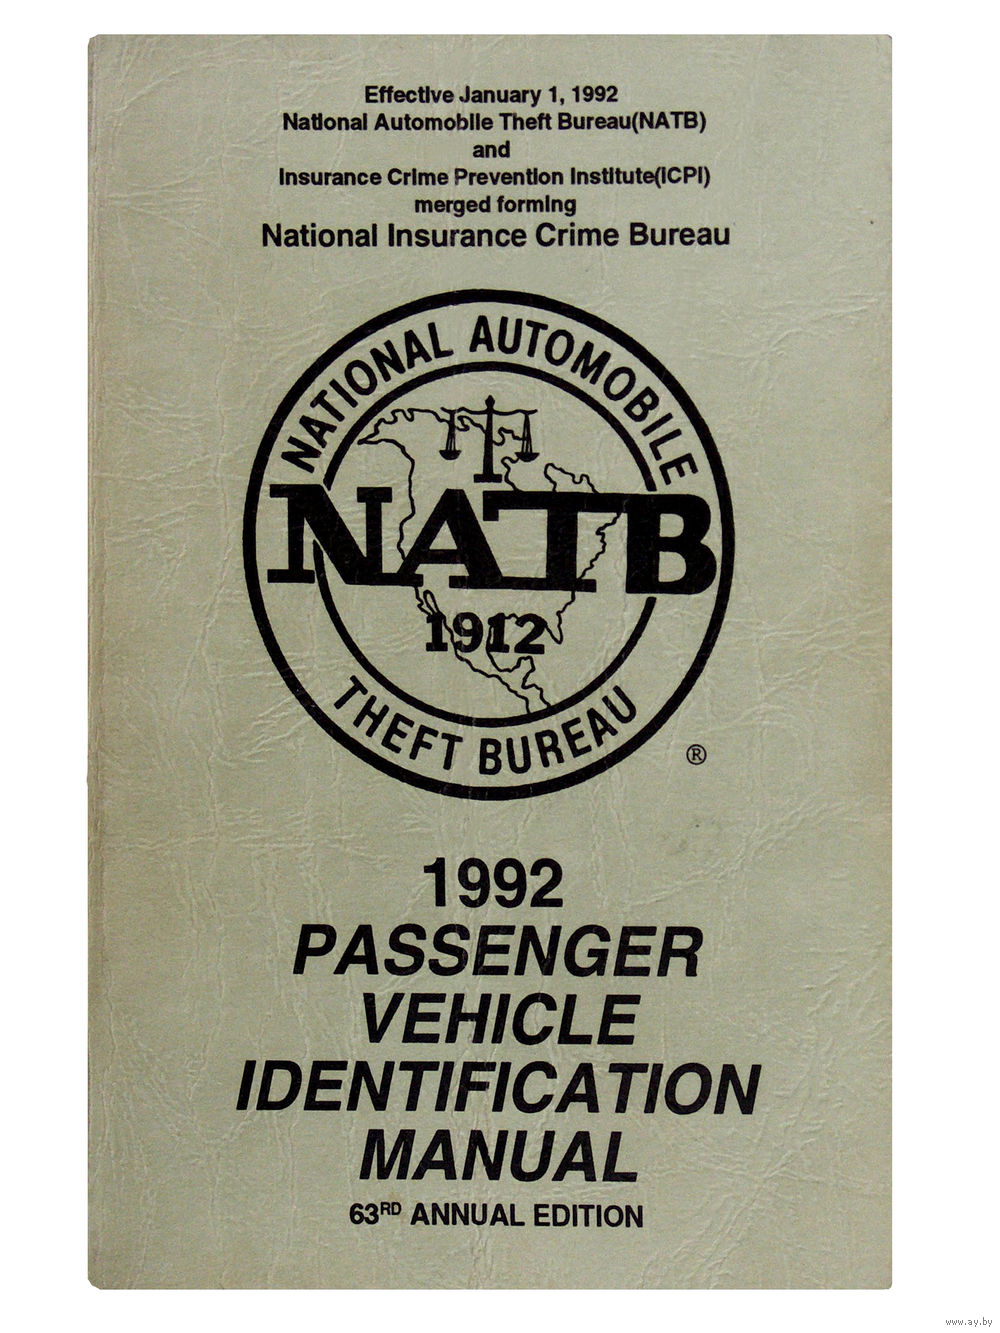 Effective January 1, 1992
National Automobile Theft Bureau(NATB)
and
Insurance Crime Prevention Institute(ICPI)
merged forming
National Insurance Crime Bureau
NATIONAL AUTOMOBILE
NATB
1912
THEFT BUREAU
®
1992
PASSENGER
VEHICLE
IDENTIFICATION
MANUAL
63RD ANNUAL EDITION
www.ay.by